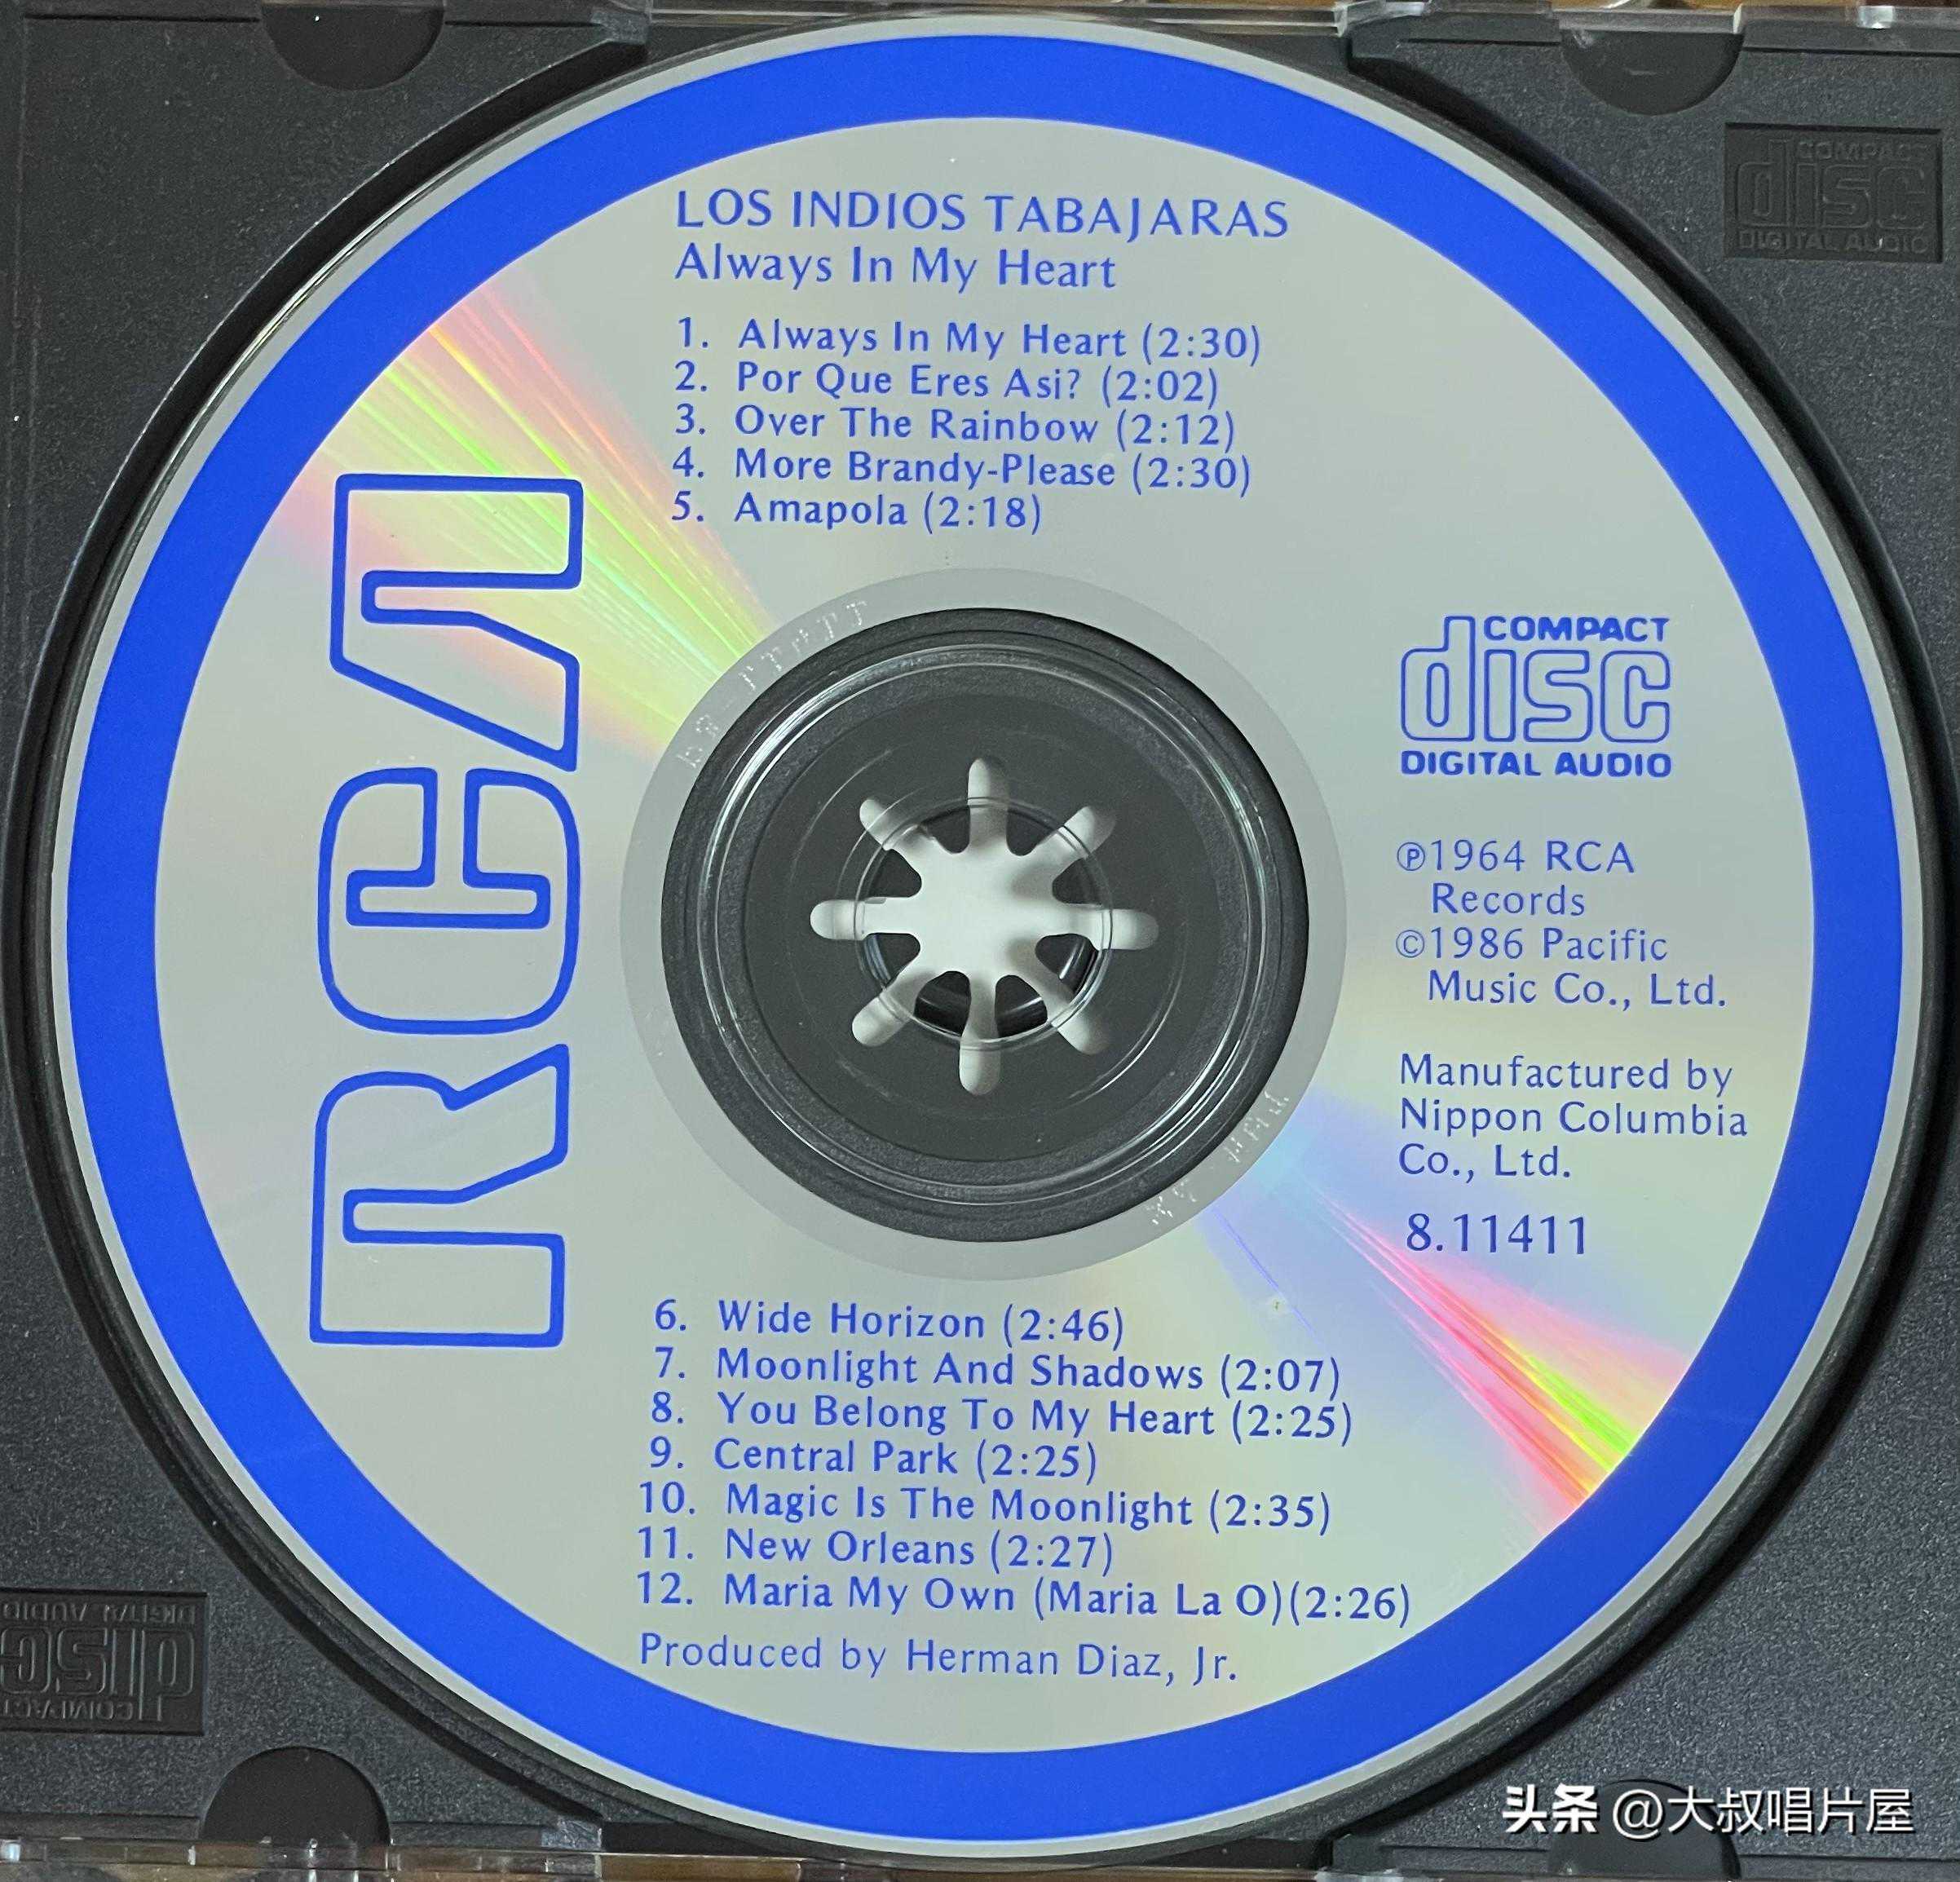 LOS INDIOS TABAJARAS
Always In My Heart
1. Always In My Heart (2:30)
2. Por Que Eres Asi? (2:02)
3. Over The Rainbow (2:12)
4. More Brandy-Please (2:30)
5. Amapola (2:18)
RCA
COMPACT
disc
DIGITAL AUDIO
℗1964 RCA
Records
©1986 Pacific
Music Co., Ltd.
Manufactured by
Nippon Columbia
Co., Ltd.
8.11411
6. Wide Horizon (2:46)
7. Moonlight And Shadows (2:07)
8. You Belong To My Heart (2:25)
9. Central Park (2:25)
10. Magic Is The Moonlight (2:35)
11. New Orleans (2:27)
12. Maria My Own (Maria La O)(2:26)
Produced by Herman Diaz, Jr.
COMPACT
disc
DIGITAL AUDIO
COMPACT
disc
DIGITAL AUDIO
头条 @大叔唱片屋